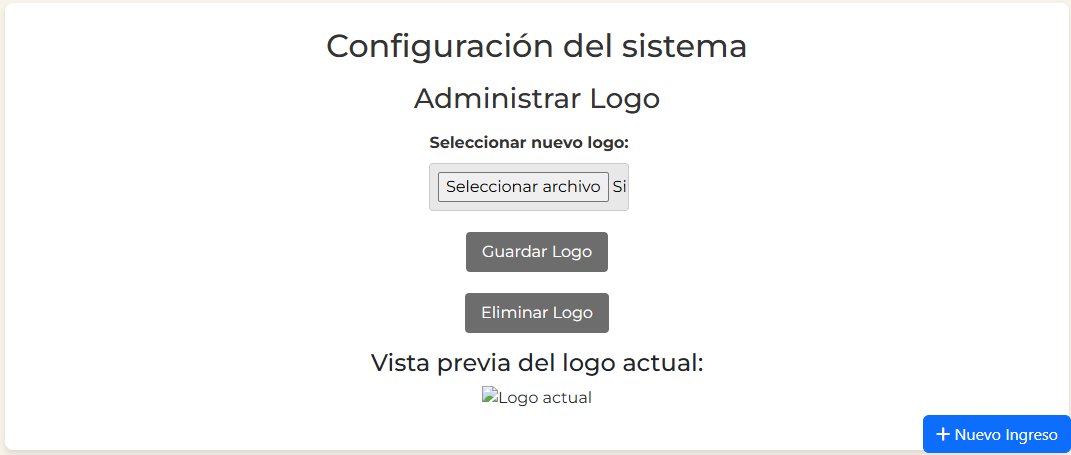 Configuración del sistema
Administrar Logo
Seleccionar nuevo logo:
Seleccionar archivo Si
Guardar Logo
Eliminar Logo
Vista previa del logo actual:
Logo actual
+ Nuevo Ingreso